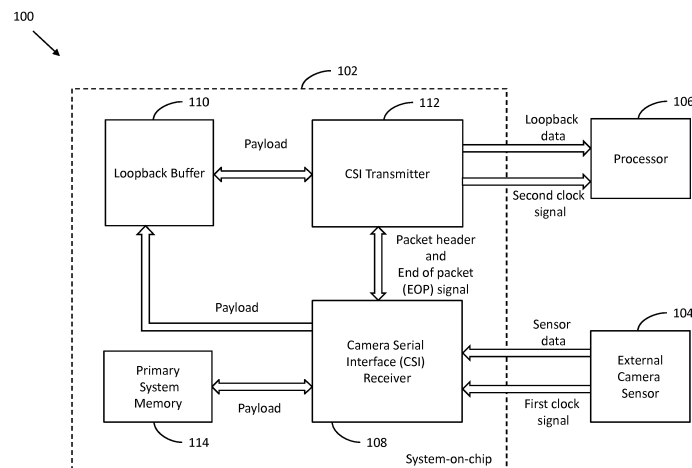 100
102
110
112
106
Loopback Buffer
Payload
CSI Transmitter
Loopback
data
Second clock
signal
Processor
Packet header
and
End of packet
(EOP) signal
Payload
104
Primary
System
Memory
Payload
Camera Serial
Interface (CSI)
Receiver
Sensor
data
First clock
signal
External
Camera
Sensor
114
108
System-on-chip